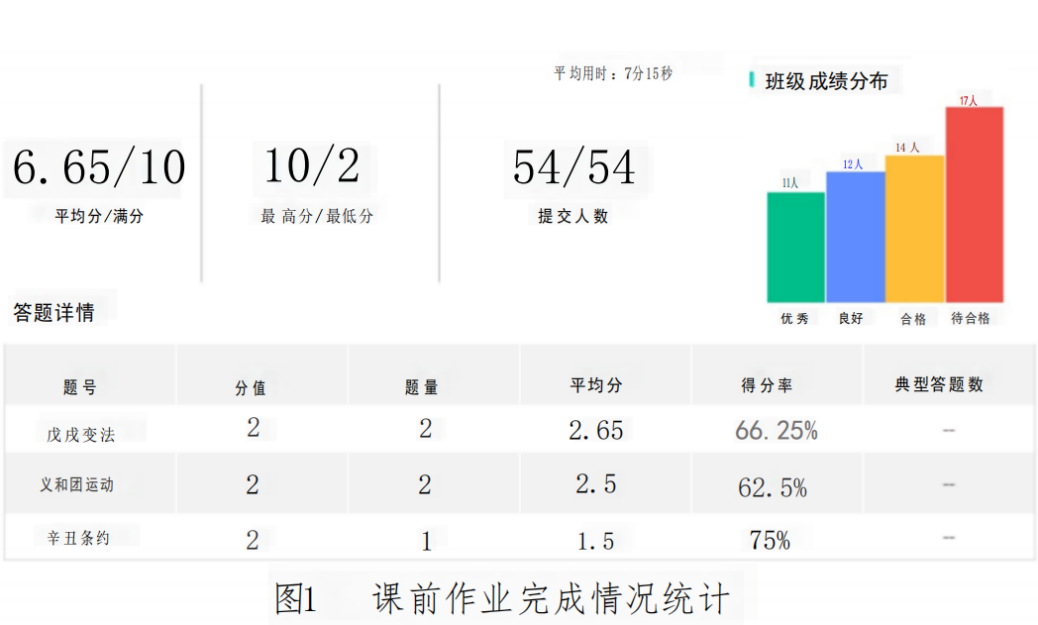 平均用时：7分15秒
班级成绩分布
6.65/10
平均分/满分
10/2
最高分/最低分
54/54
提交人数
11人
12人
14人
17人
优秀
良好
合格
待合格
答题详情
题号 分值 题量 平均分 得分率 典型答题数
戊戌变法 2 2 2.65 66.25% --
义和团运动 2 2 2.5 62.5% --
辛丑条约 2 1 1.5 75% --
图1 课前作业完成情况统计